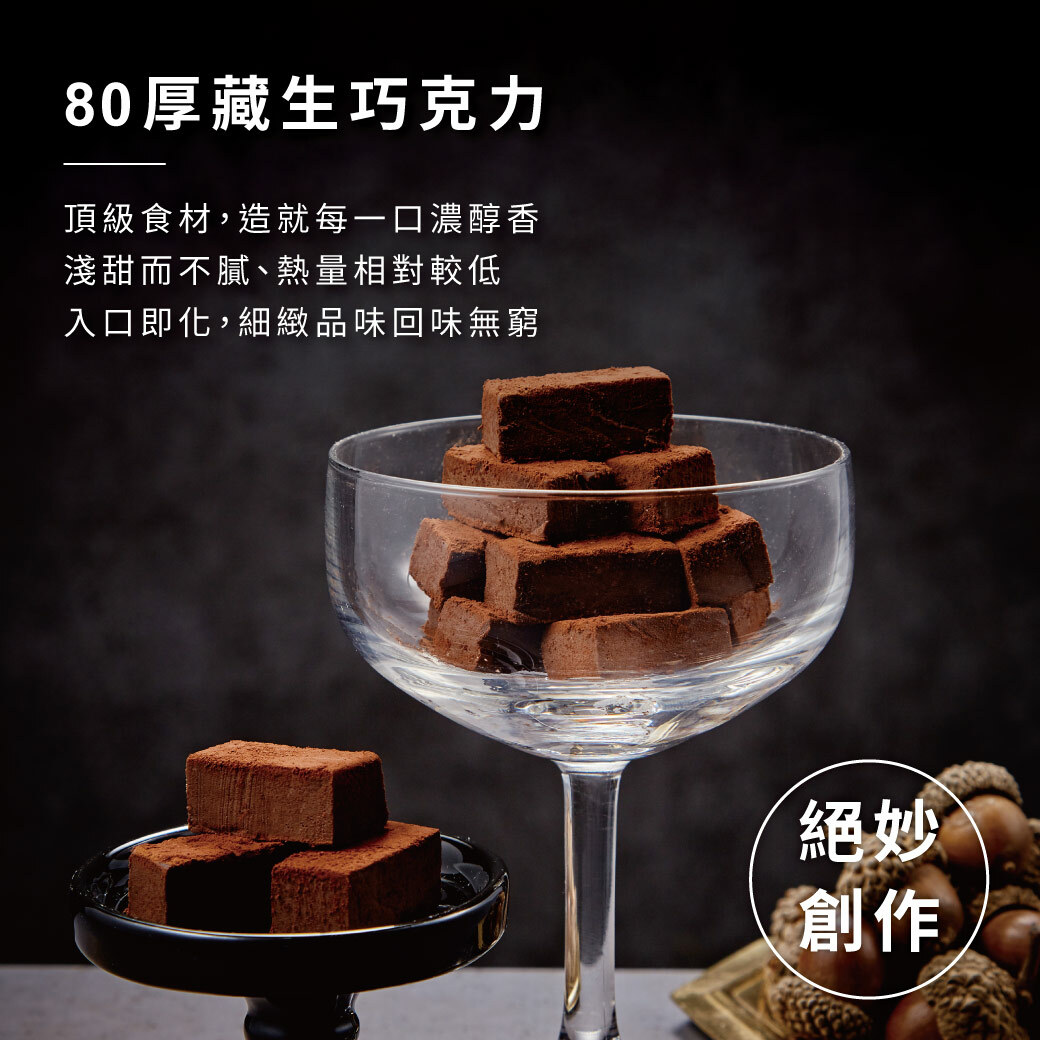 80厚藏生巧克力
頂級食材,造就每一口濃醇香
淺甜而不膩、熱量相對較低
入口即化,細緻品味回味無窮
絕妙
創作